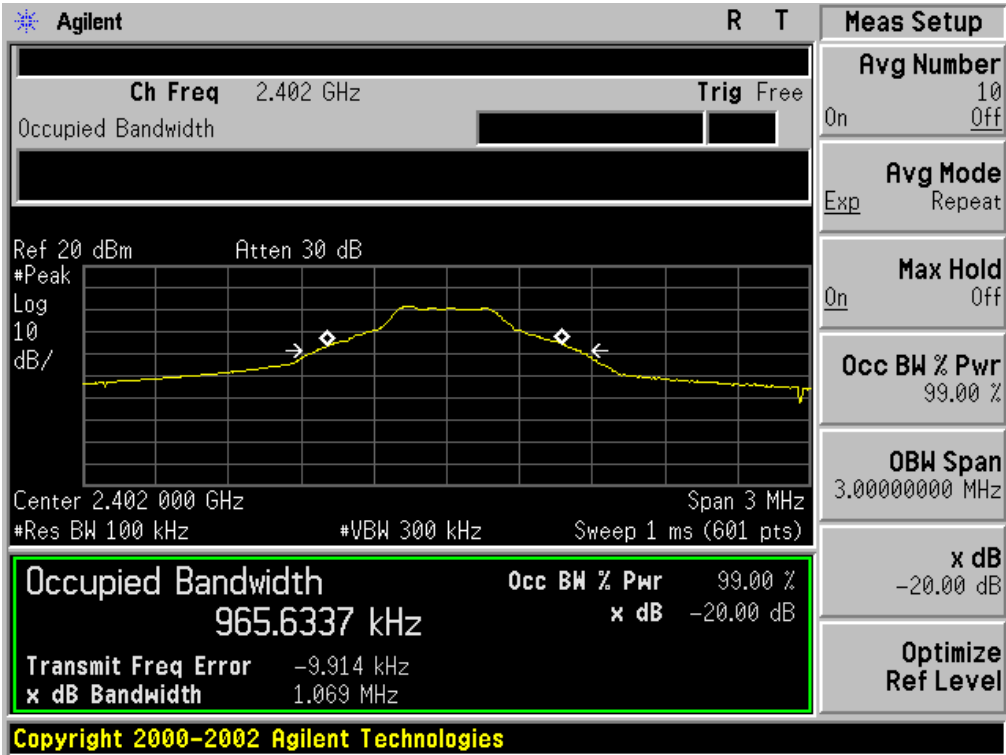 Agilent R T
Ch Freq 2.402 GHz Trig Free
Occupied Bandwidth
Ref 20 dBm Atten 30 dB
#Peak
Log
10
dB/
Center 2.402 000 GHz Span 3 MHz
#Res BW 100 kHz #VBW 300 kHz Sweep 1 ms (601 pts)
Occupied Bandwidth Occ BW % Pwr 99.00 %
965.6337 kHz x dB -20.00 dB
Transmit Freq Error -9.914 kHz
x dB Bandwidth 1.069 MHz
Copyright 2000-2002 Agilent Technologies
Meas Setup
Avg Number
10
On Off
Avg Mode
Exp Repeat
Max Hold
On Off
Occ BW % Pwr
99.00 %
OBW Span
3.00000000 MHz
x dB
-20.00 dB
Optimize
Ref Level